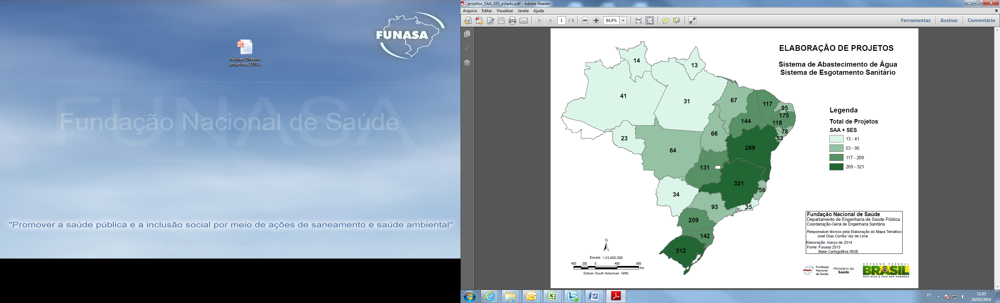 FUNASA
Reuniao_Diretor...
projetistas_1103...
FUNASA
Fundação Nacional de Saúde
"Promover a saúde pública e a inclusão social por meio de ações de saneamento e saúde ambiental"
projetos_SAA_SES_estado.pdf - Adobe Reader
Arquivo Editar Visualizar Janela Ajuda
1 / 1 84,9% Ferramentas Assinar Comentário
ELABORAÇÃO DE PROJETOS
Sistema de Abastecimento de Água
Sistema de Esgotamento Sanitário
14
13
41
31
67
117
95
175
144
118
78
66
53
23
269
64
131
321
56
34
93
35
209
142
312
Legenda
Total de Projetos
SAA + SES
13 - 41
53 - 95
117 - 209
269 - 321
N
Escala: 1:23.000.000
400 200 0 400 800
Km
Datum South American 1969.
Fundação Nacional de Saúde
Departamento de Engenharia de Saúde Pública
Coordenação-Geral de Engenharia Sanitária
Responsável técnico pela Elaboração do Mapa Temático:
José Dias Corrêa Vaz de Lima
Elaboração: março de 2014
Fonte: Funasa 2013
Base Cartográfica IBGE
FUNASA
Fundação
Nacional
de Saúde
Ministério da
Saúde
GOVERNO FEDERAL
BRASIL
PAÍS RICO É PAÍS SEM POBREZA
PT
11:03
24/03/2014